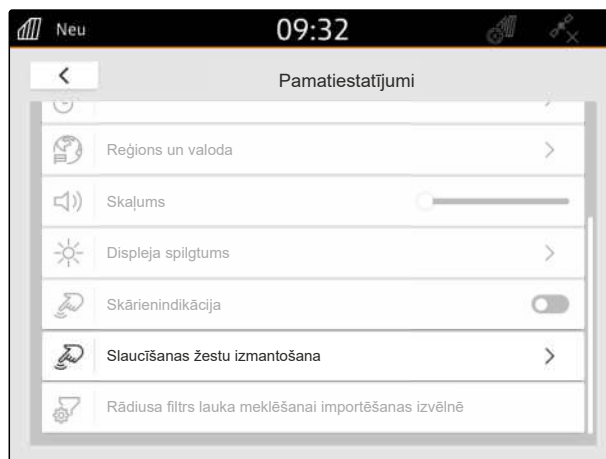 Neu
09:32
Pamatiestatījumi
Reģions un valoda
Skaļums
Displeja spilgtums
Skārienindikācija
Slaucīšanas žestu izmantošana
Rādiusa filtrs lauka meklēšanai importēšanas izvēlnē